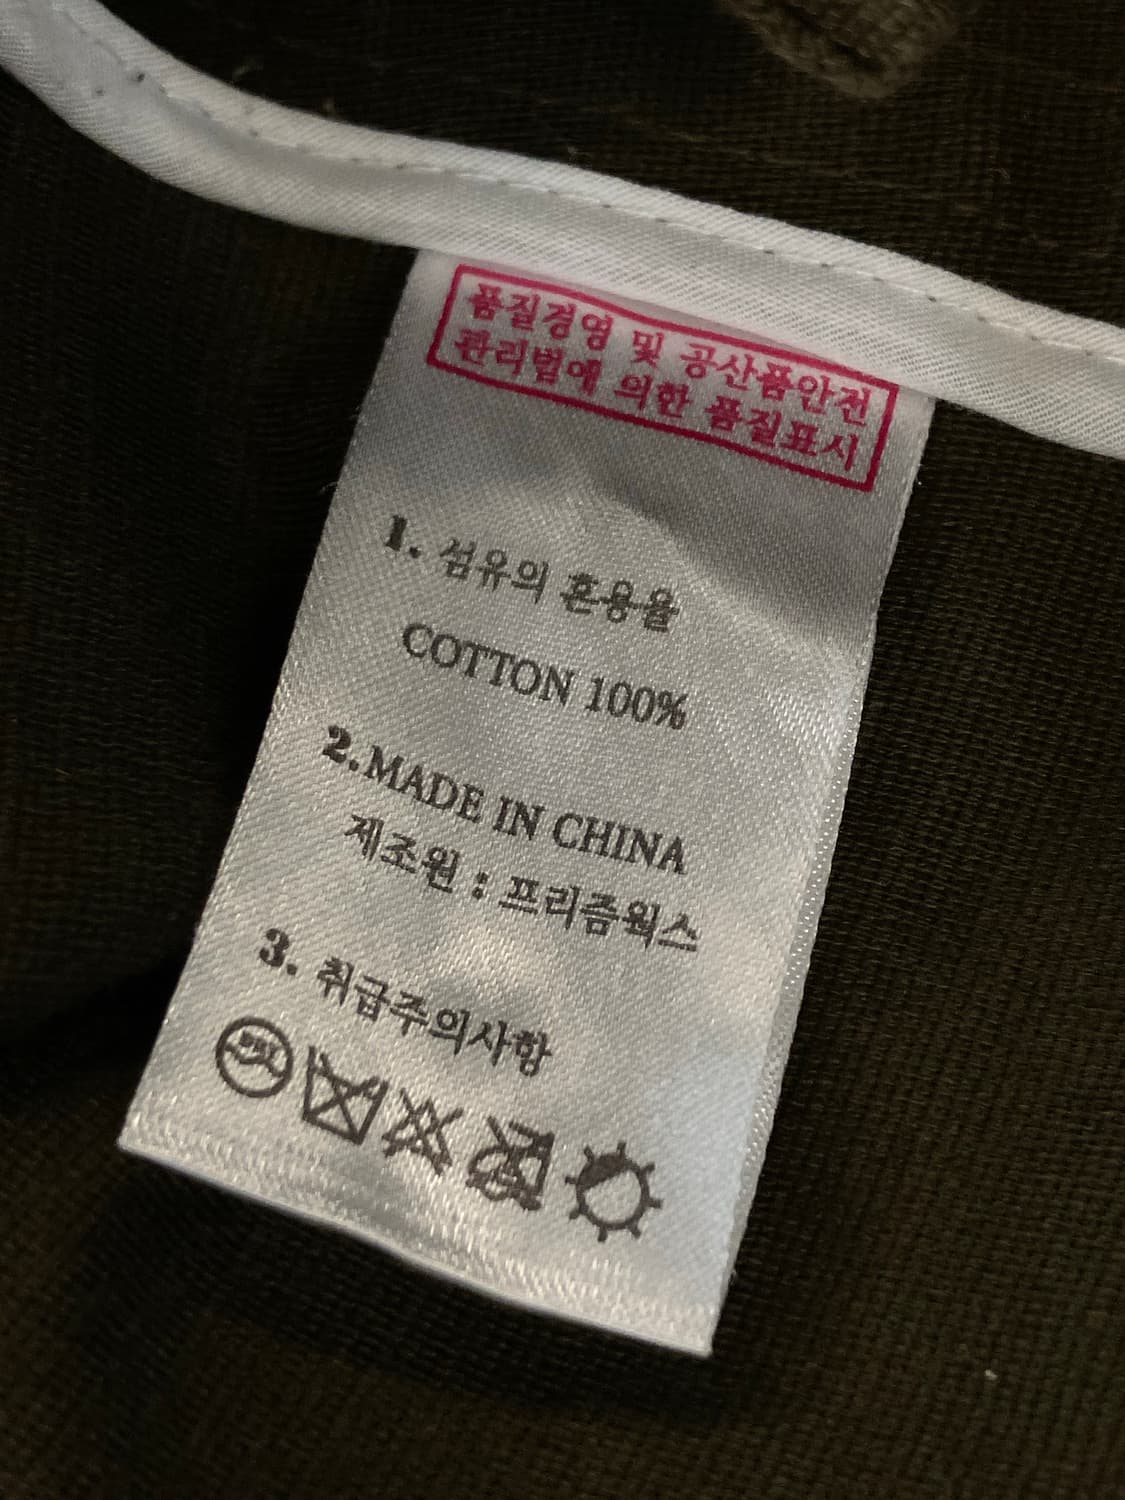 품질경영 및 공산품안전
관리법에 의한 품질표시
1. 섬유의 혼용율
COTTON 100%
2. MADE IN CHINA
제조원 : 프리즘웍스
3. 취급주의사항